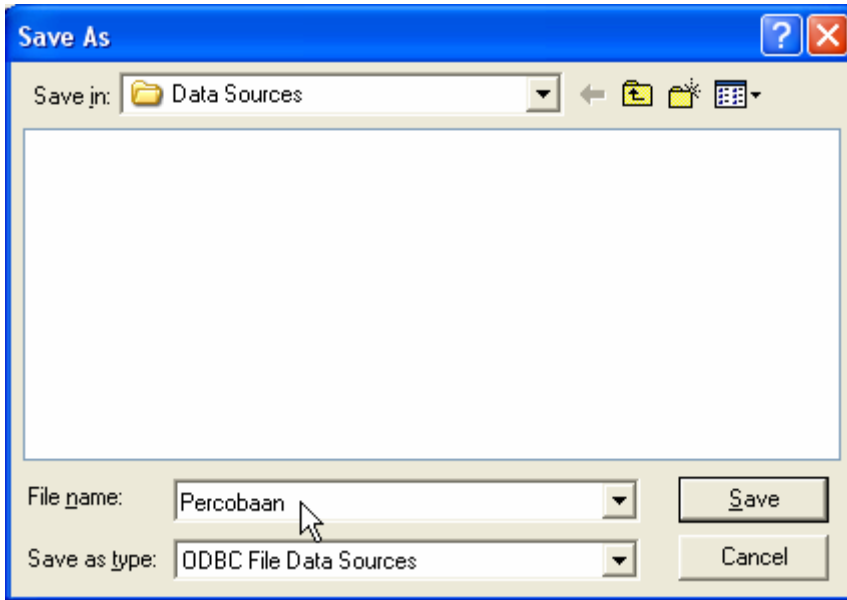 Save As
Save in: Data Sources
File name: Percobaan Save
Save as type: ODBC File Data Sources Cancel